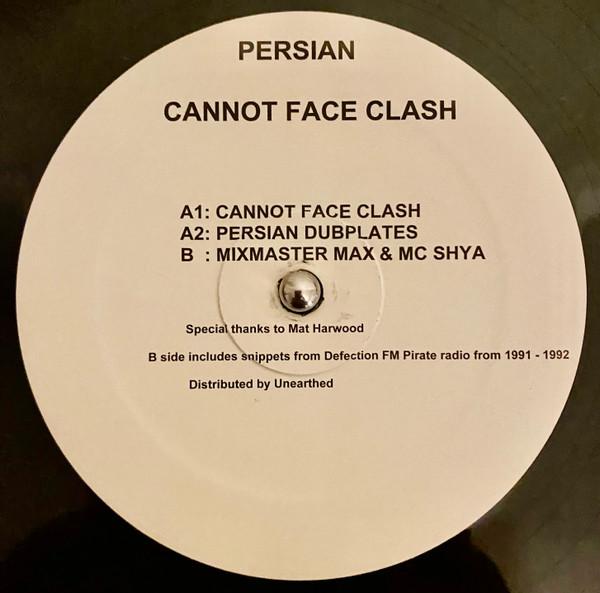 PERSIAN
CANNOT FACE CLASH
A1: CANNOT FACE CLASH
A2: PERSIAN DUBPLATES
B : MIXMASTER MAX & MC SHYA
Special thanks to Mat Harwood
B side includes snippets from Defection FM Pirate radio from 1991 - 1992
Distributed by Unearthed